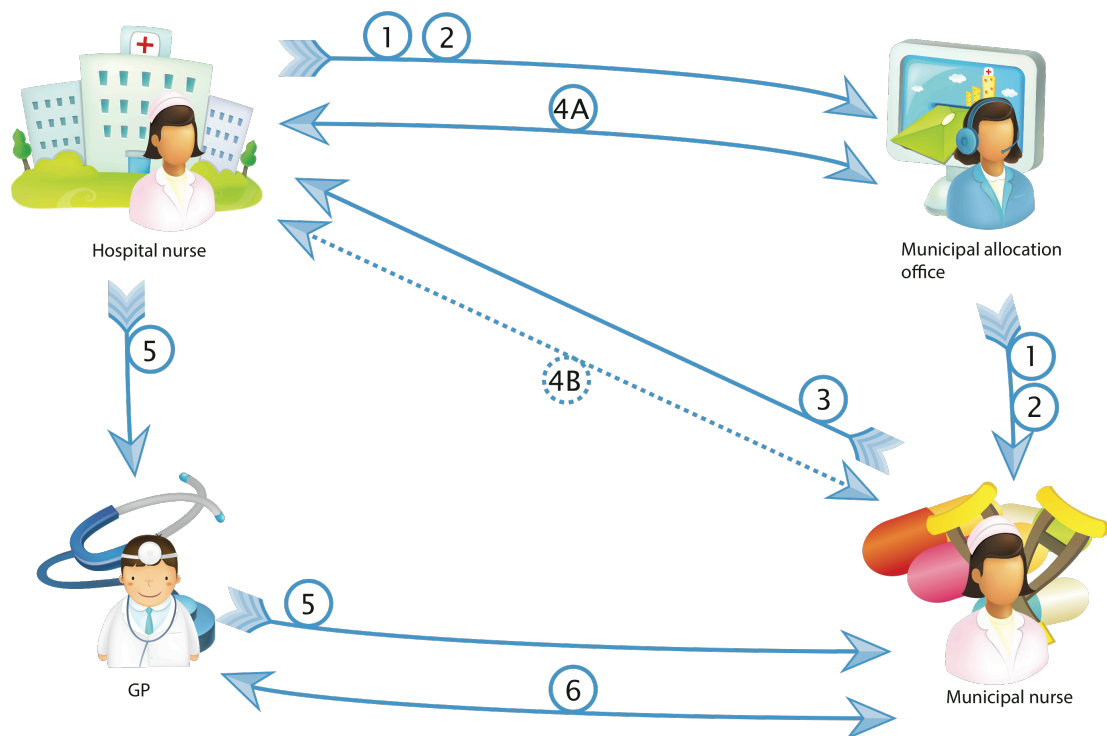 1
2
4A
Hospital nurse
Municipal allocation
office
5
1
4B
3
2
5
GP
6
Municipal nurse